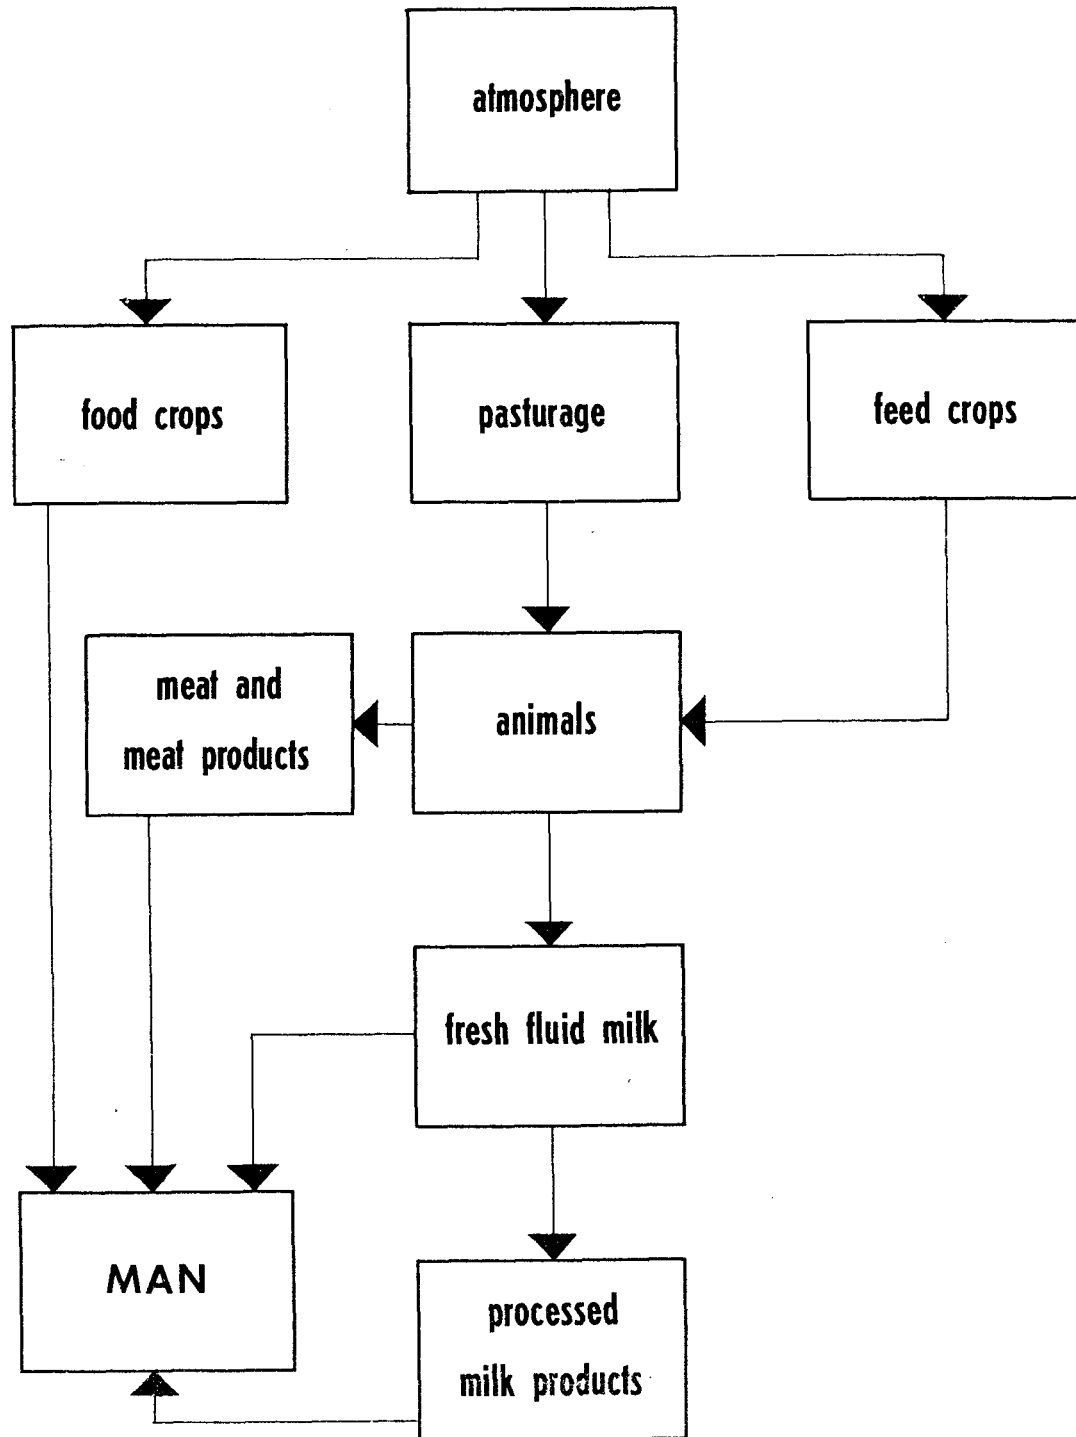 atmosphere
food crops
pasturage
feed crops
meat and
meat products
animals
fresh fluid milk
MAN
processed
milk products